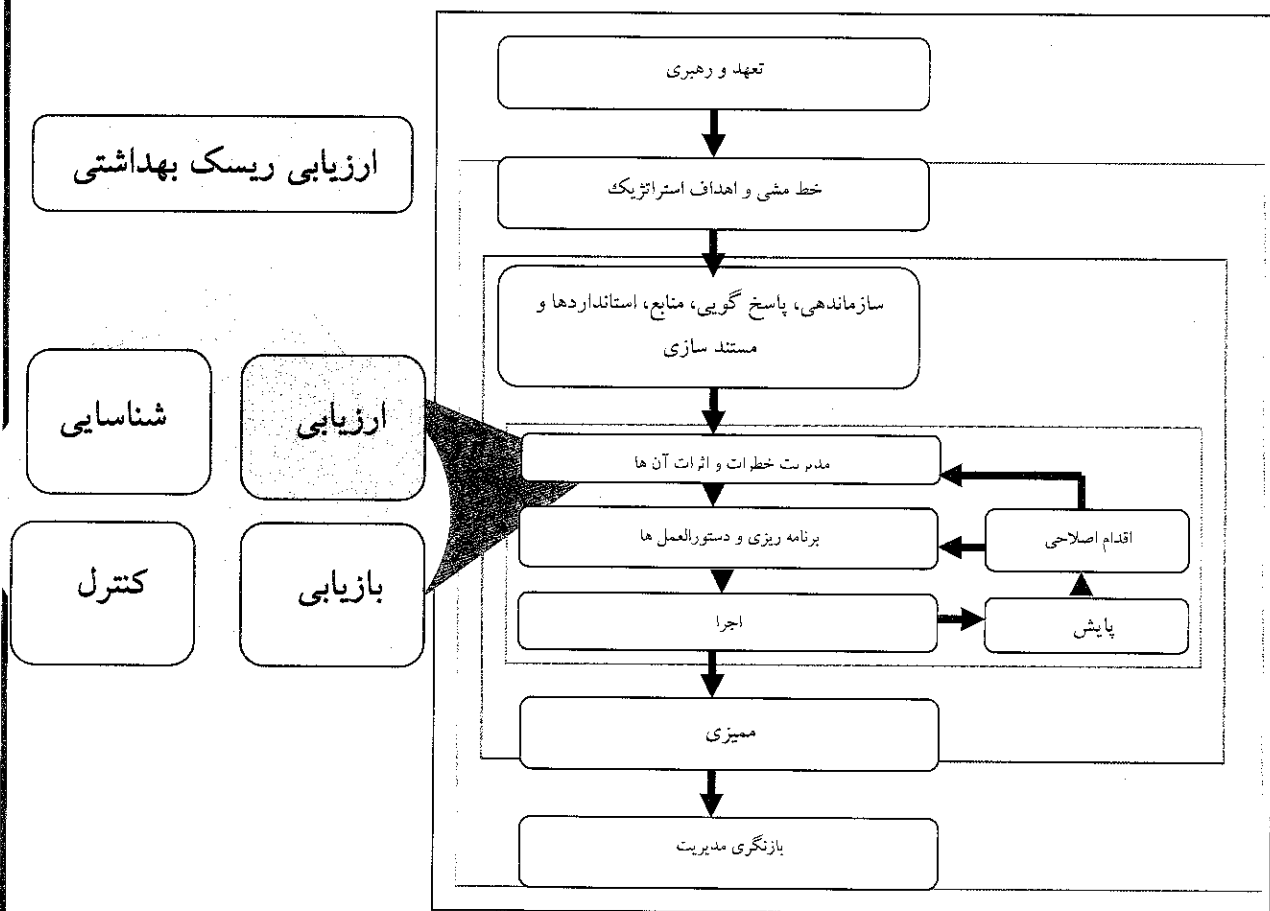 تعهد و رهبری
خط مشی و اهداف استراتژیک
سازماندهی، پاسخ گویی، منابع، استانداردها و
مستند سازی
مدیریت خطرات و اثرات آن ها
برنامه ریزی و دستورالعمل ها
اجرا
پایش
اقدام اصلاحی
ممیزی
بازنگری مدیریت
ارزیابی ریسک بهداشتی
ارزیابی
شناسایی
بازیابی
کنترل